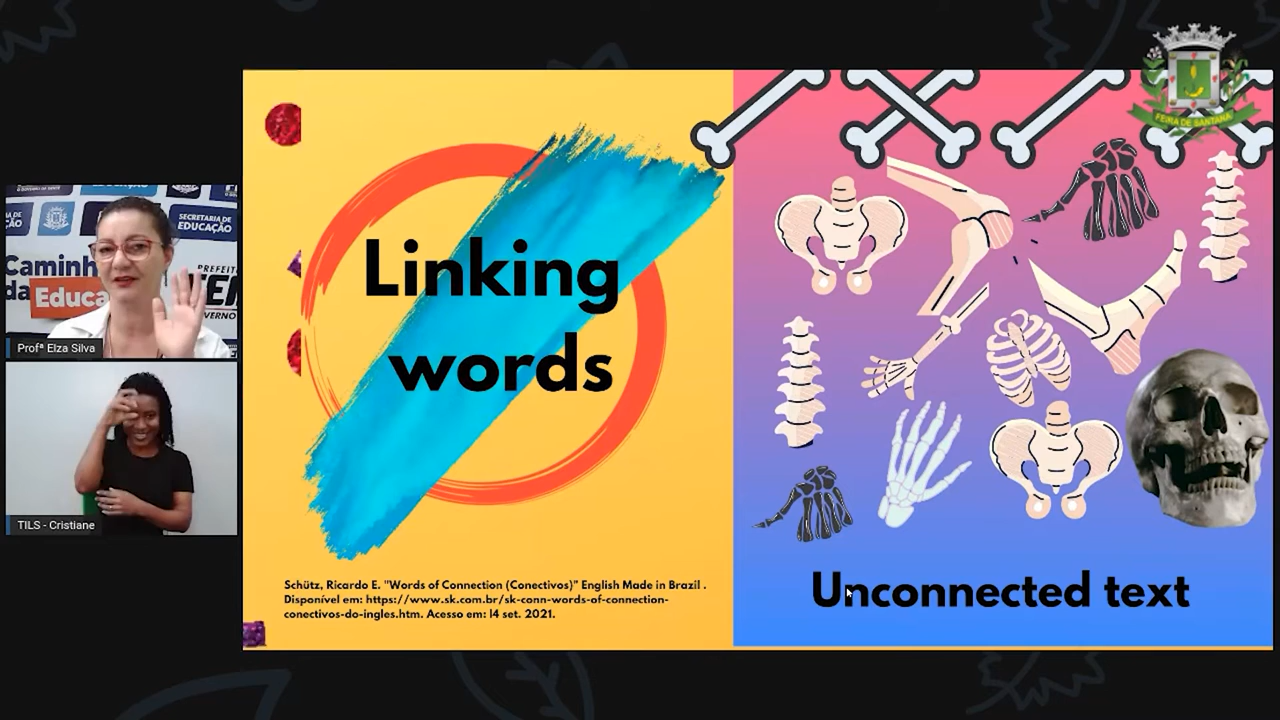 FEIRA DE SANTANA
SECRETARIA DE
EDUCAÇÃO
Caminh
da
Educa
PREFEIT
Profª Elza Silva
TILS - Cristiane
Linking
words
Schütz, Ricardo E. "Words of Connection (Conectivos)" English Made in Brazil .
Disponível em: https://www.sk.com.br/sk-conn-words-of-connection-
conectivos-do-ingles.htm. Acesso em: 14 set. 2021.
Unconnected text